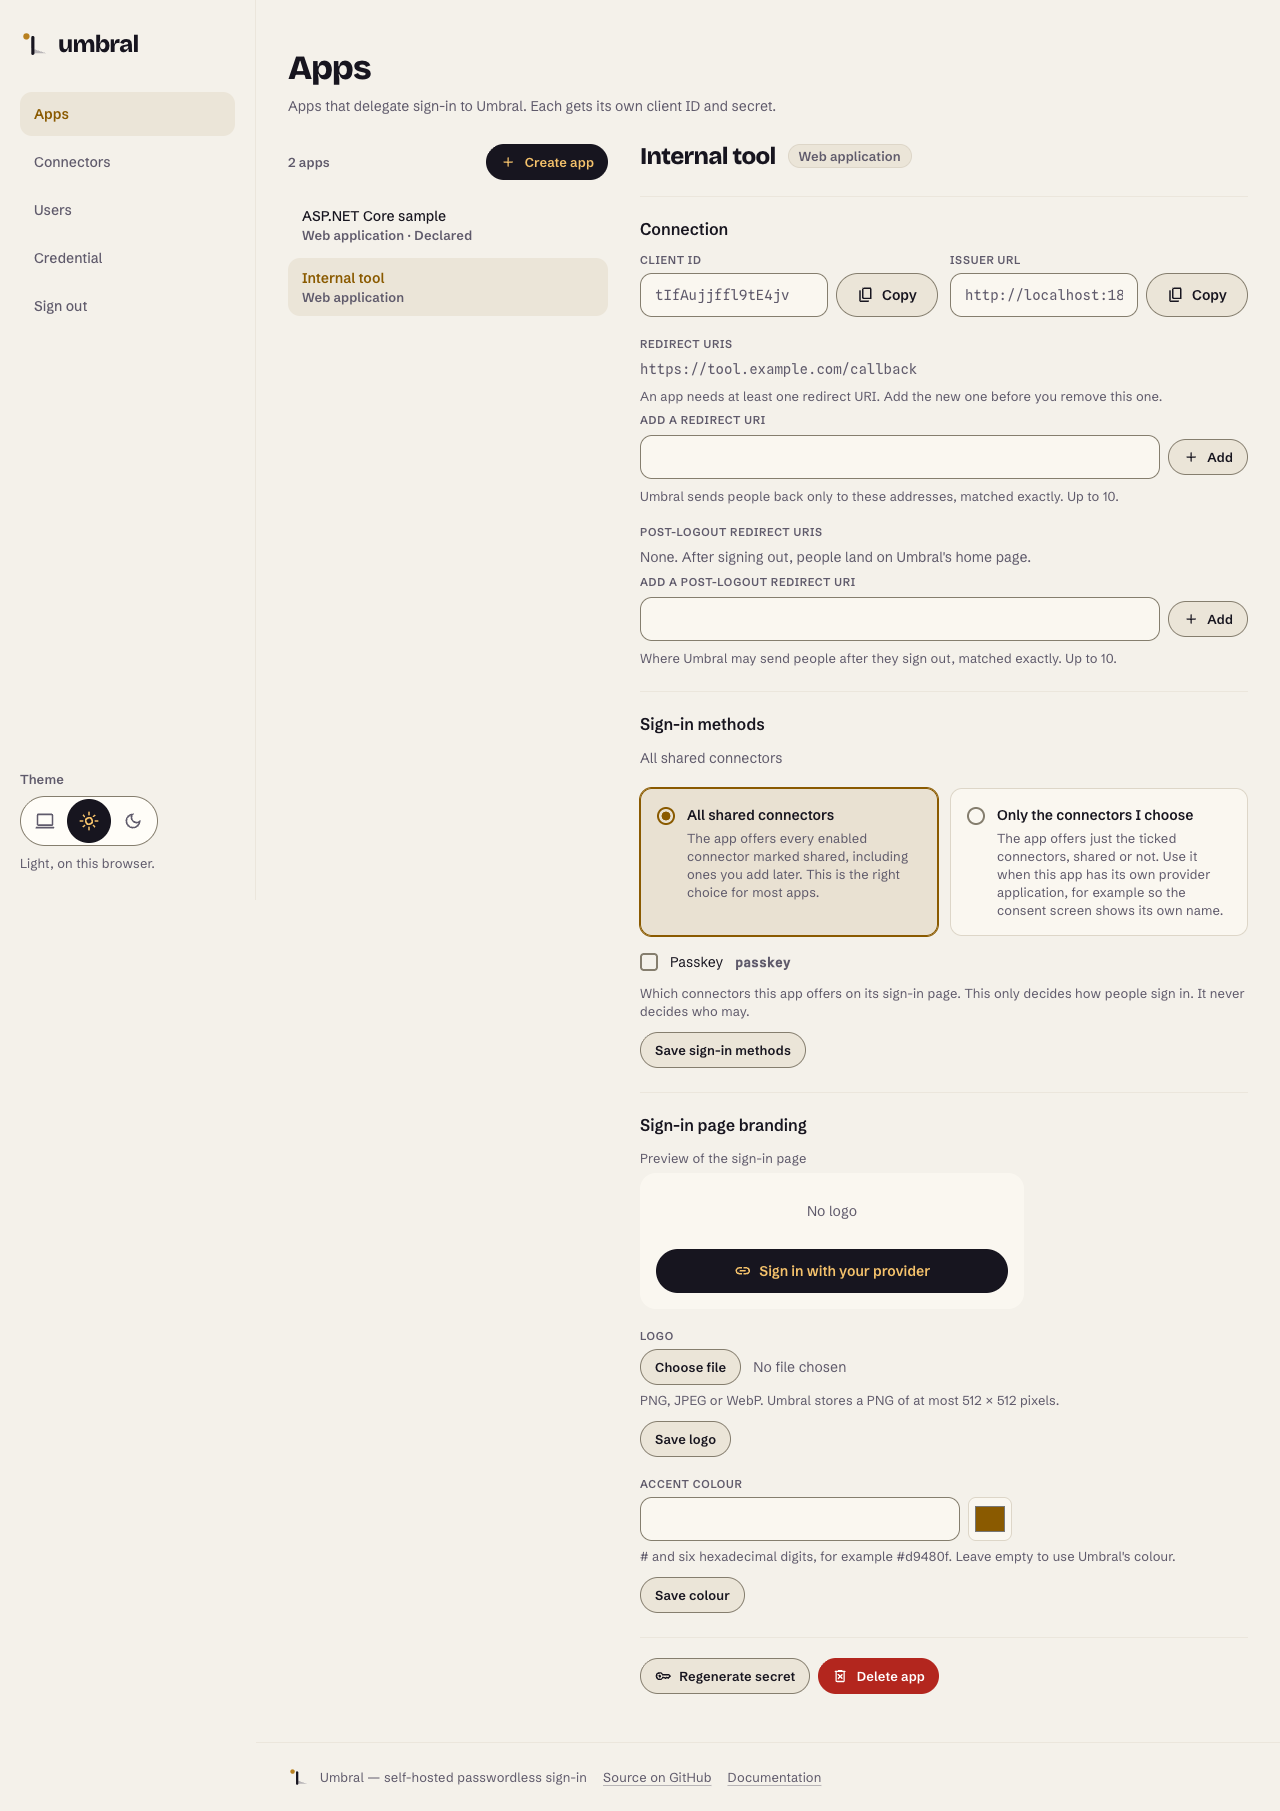 umbral
Apps
Connectors
Users
Credential
Sign out
Theme
Light, on this browser.
Apps
Apps that delegate sign-in to Umbral. Each gets its own client ID and secret.
2 apps
Create app
ASP.NET Core sample
Web application · Declared
Internal tool
Web application
Internal tool
Web application
Connection
CLIENT ID
tIfAujjffl9tE4jv
Copy
ISSUER URL
http://localhost:18
Copy
REDIRECT URIS
https://tool.example.com/callback
An app needs at least one redirect URI. Add the new one before you remove this one.
ADD A REDIRECT URI
Add
Umbral sends people back only to these addresses, matched exactly. Up to 10.
POST-LOGOUT REDIRECT URIS
None. After signing out, people land on Umbral's home page.
ADD A POST-LOGOUT REDIRECT URI
Add
Where Umbral may send people after they sign out, matched exactly. Up to 10.
Sign-in methods
All shared connectors
All shared connectors
The app offers every enabled
connector marked shared, including
ones you add later. This is the right
choice for most apps.
Only the connectors I choose
The app offers just the ticked
connectors, shared or not. Use it
when this app has its own provider
application, for example so the
consent screen shows its own name.
Passkey passkey
Which connectors this app offers on its sign-in page. This only decides how people sign in. It never
decides who may.
Save sign-in methods
Sign-in page branding
Preview of the sign-in page
No logo
Sign in with your provider
LOGO
Choose file No file chosen
PNG, JPEG or WebP. Umbral stores a PNG of at most 512 × 512 pixels.
Save logo
ACCENT COLOUR
# and six hexadecimal digits, for example #d9480f. Leave empty to use Umbral's colour.
Save colour
Regenerate secret
Delete app
Umbral — self-hosted passwordless sign-in Source on GitHub Documentation